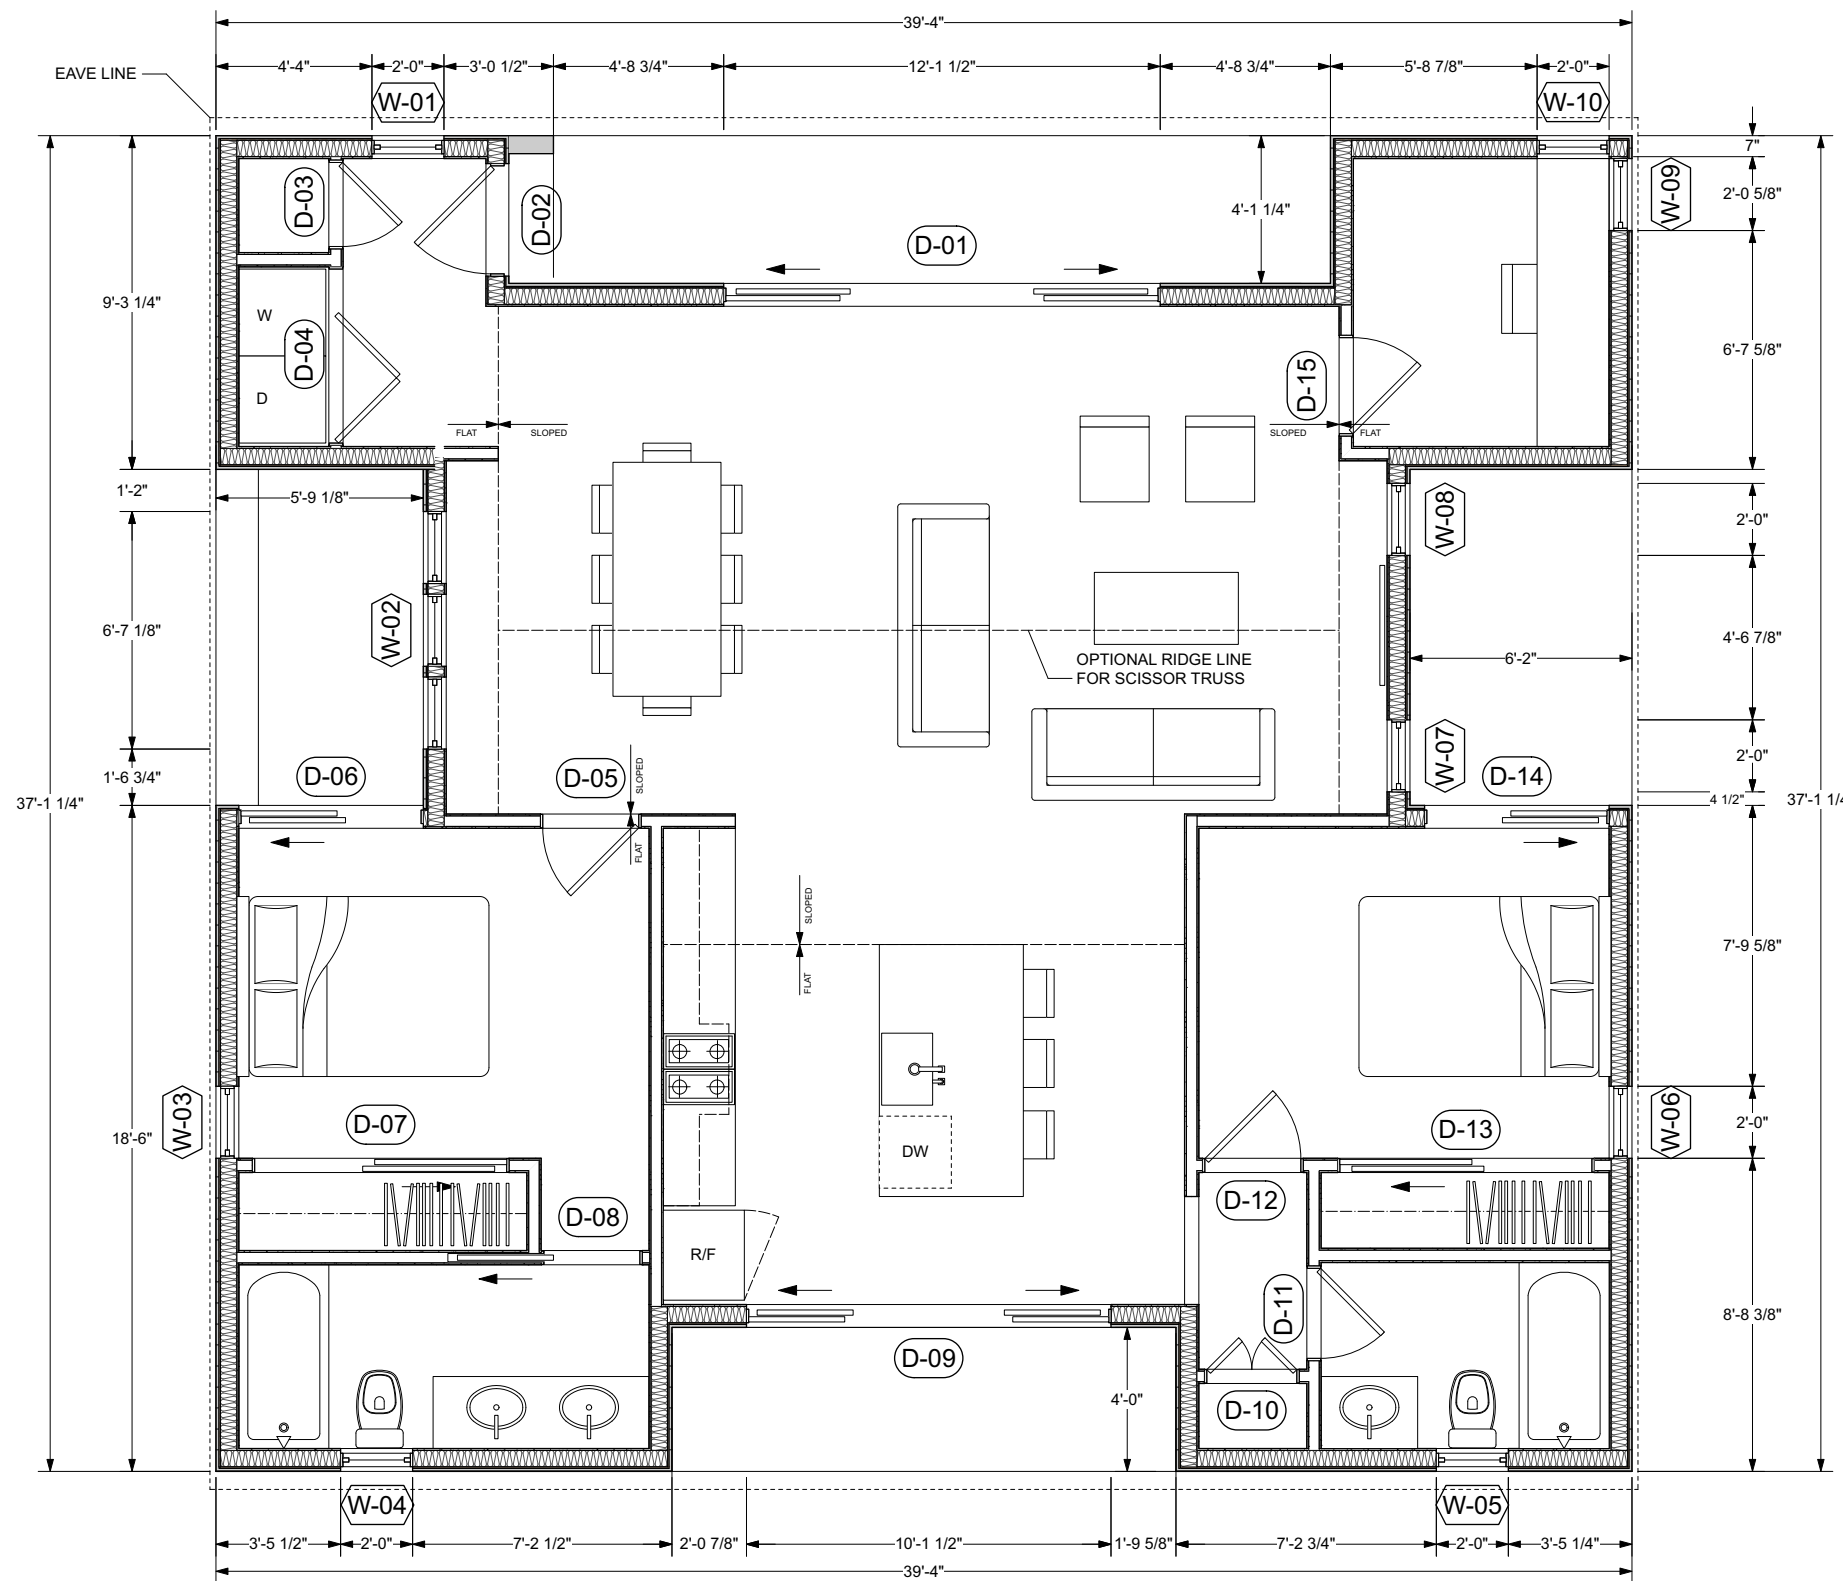 39'-4"
4'-4" 2'-0" 3'-0 1/2" 4'-8 3/4" 12'-1 1/2" 4'-8 3/4" 5'-8 7/8" 2'-0"
EAVE LINE
W-01 W-10
7"
D-03 D-02 W-09 2'-0 5/8"
4'-1 1/4"
D-01
9'-3 1/4"
W
D-04
D
6'-7 5/8"
D-15
FLAT SLOPED SLOPED FLAT
1'-2"
5'-9 1/8"
W-08 2'-0"
6'-7 1/8"
W-02
4'-6 7/8"
6'-2"
OPTIONAL RIDGE LINE
FOR SCISSOR TRUSS
W-07 2'-0"
1'-6 3/4" D-06 D-05 SLOPED D-14
37'-1 1/4" 4 1/2" 37'-1 1/4
FLAT
SLOPED
7'-9 5/8"
FLAT
W-03 D-07 D-13 W-06 2'-0"
18'-6"
DW
D-12
D-08
R/F
D-11 8'-8 3/8"
D-09
4'-0" D-10
W-04 W-05
3'-5 1/2" 2'-0" 7'-2 1/2" 2'-0 7/8" 10'-1 1/2" 1'-9 5/8" 7'-2 3/4" 2'-0" 3'-5 1/4"
39'-4"